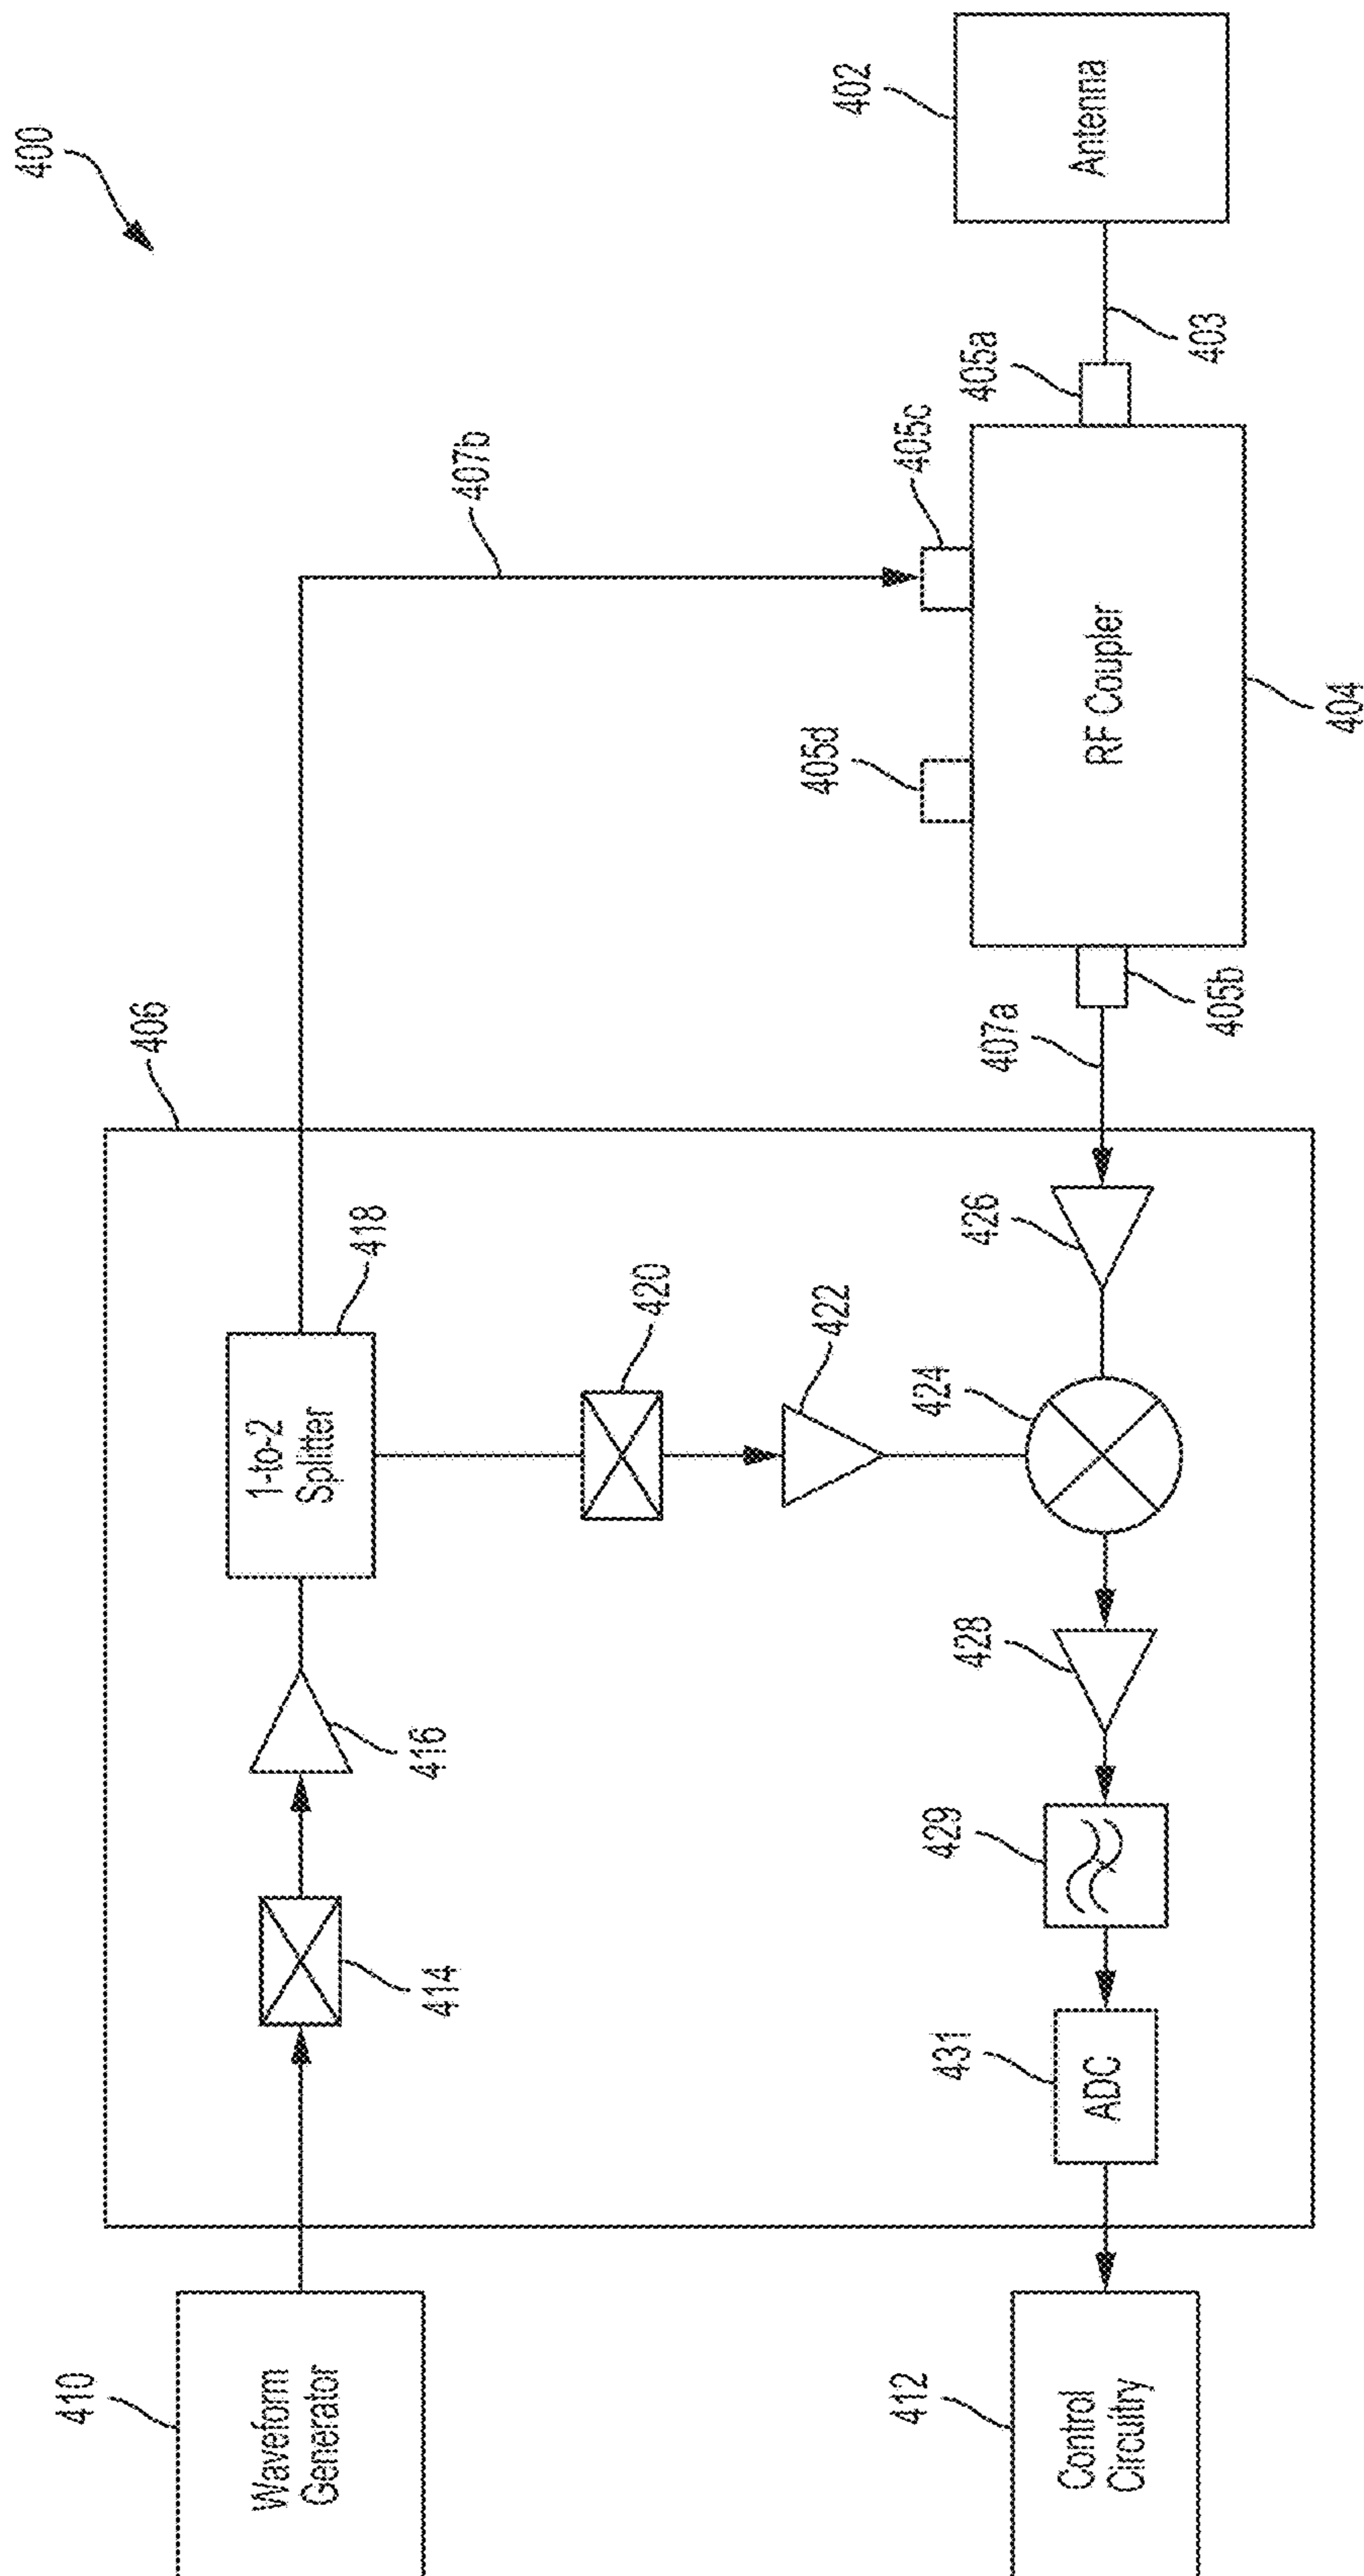 400
410
Waveform
Generator
414
416
406
1-to-2
Splitter
418
407b
420
422
424
426
428
429
431
ADC
412
Control
Circuitry
407a
405b
405d
405c
405a
RF Coupler
404
403
402
Antenna